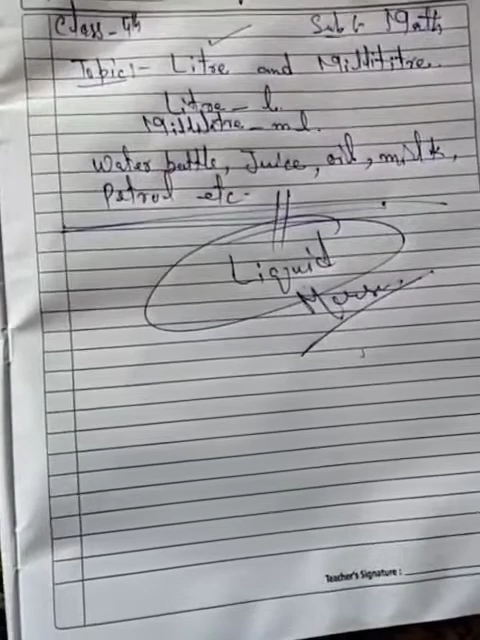 Class - 4th Sub :- Math
Topic :- Litre and Millilitre.
Litre - l.
Millilitre - ml.
Water bottle, Juice, oil, milk,
Petrol etc.
Liquid
Teacher's Signature :